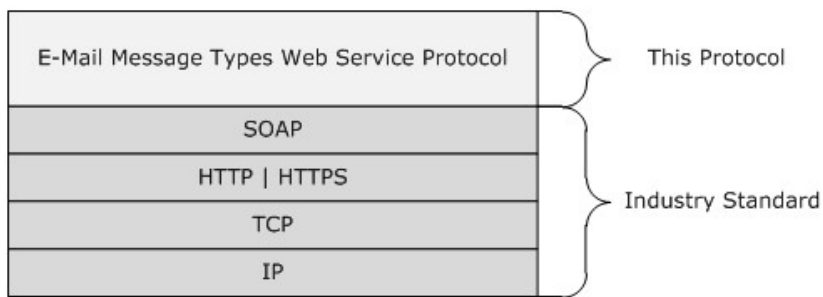 E-Mail Message Types Web Service Protocol
This Protocol
SOAP
HTTP | HTTPS
Industry Standard
TCP
IP